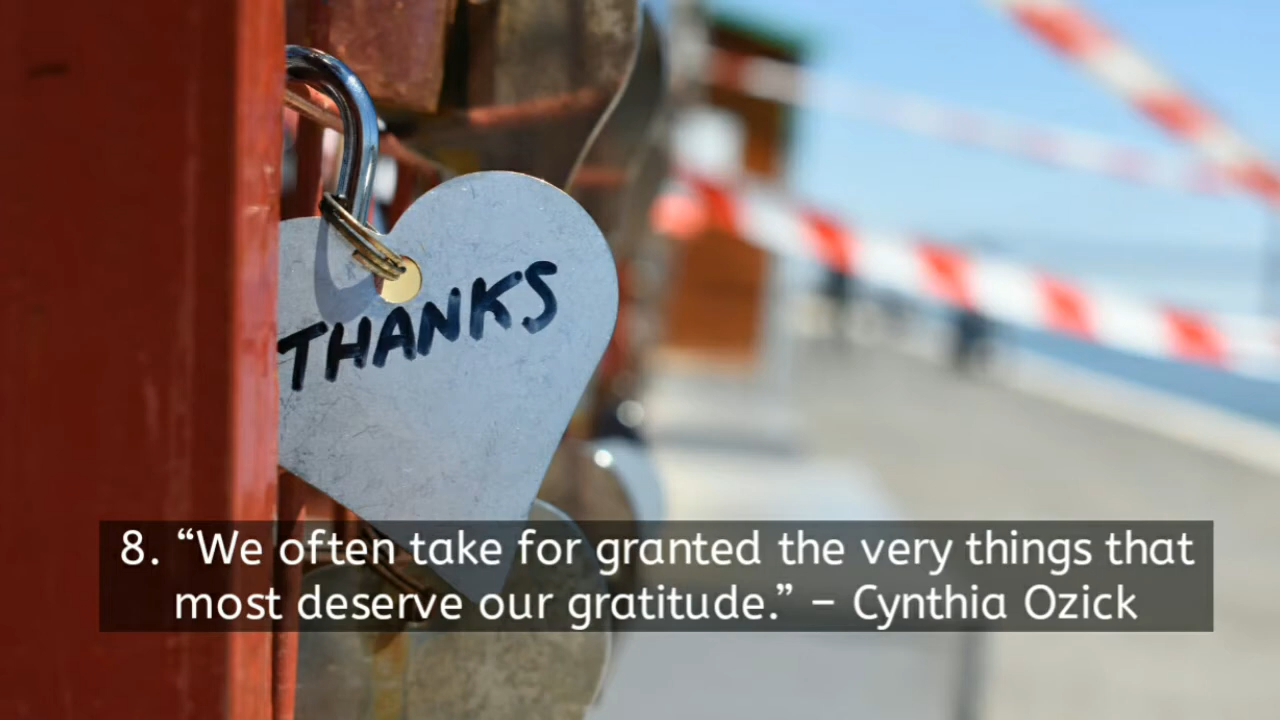 THANKS
8. “We often take for granted the very things that
most deserve our gratitude.” – Cynthia Ozick